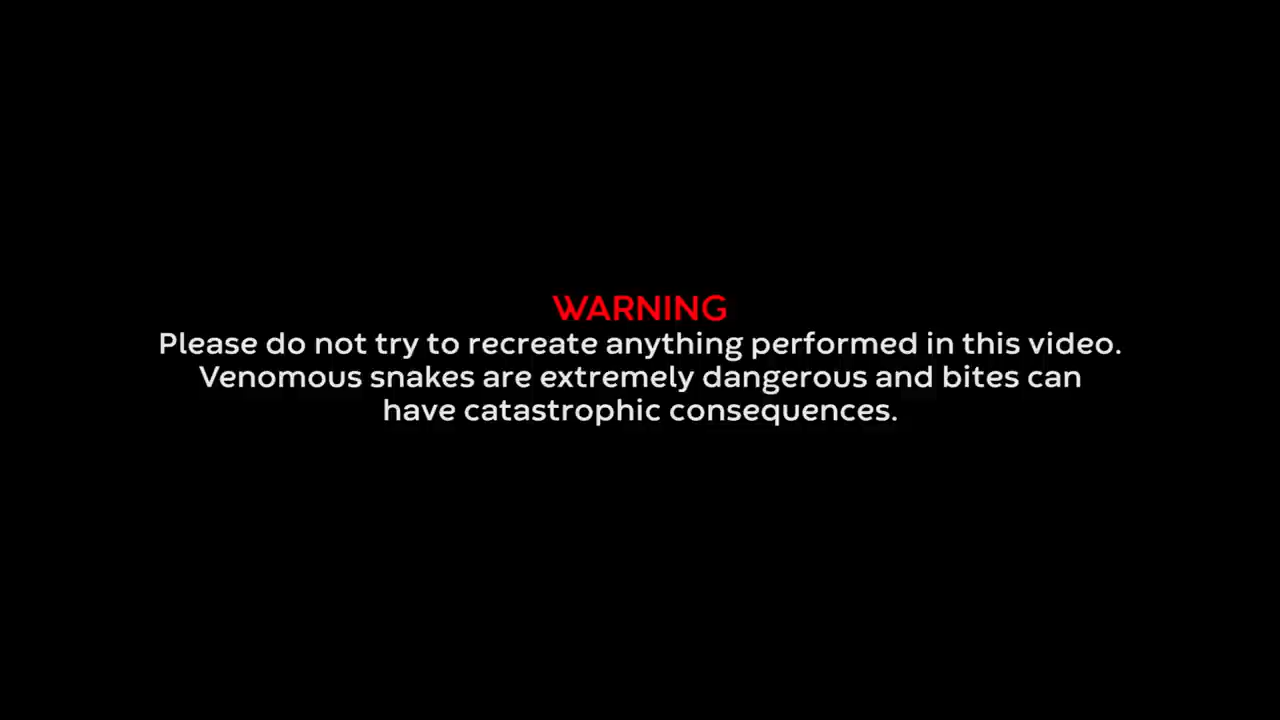 WARNING
Please do not try to recreate anything performed in this video.
Venomous snakes are extremely dangerous and bites can
have catastrophic consequences.